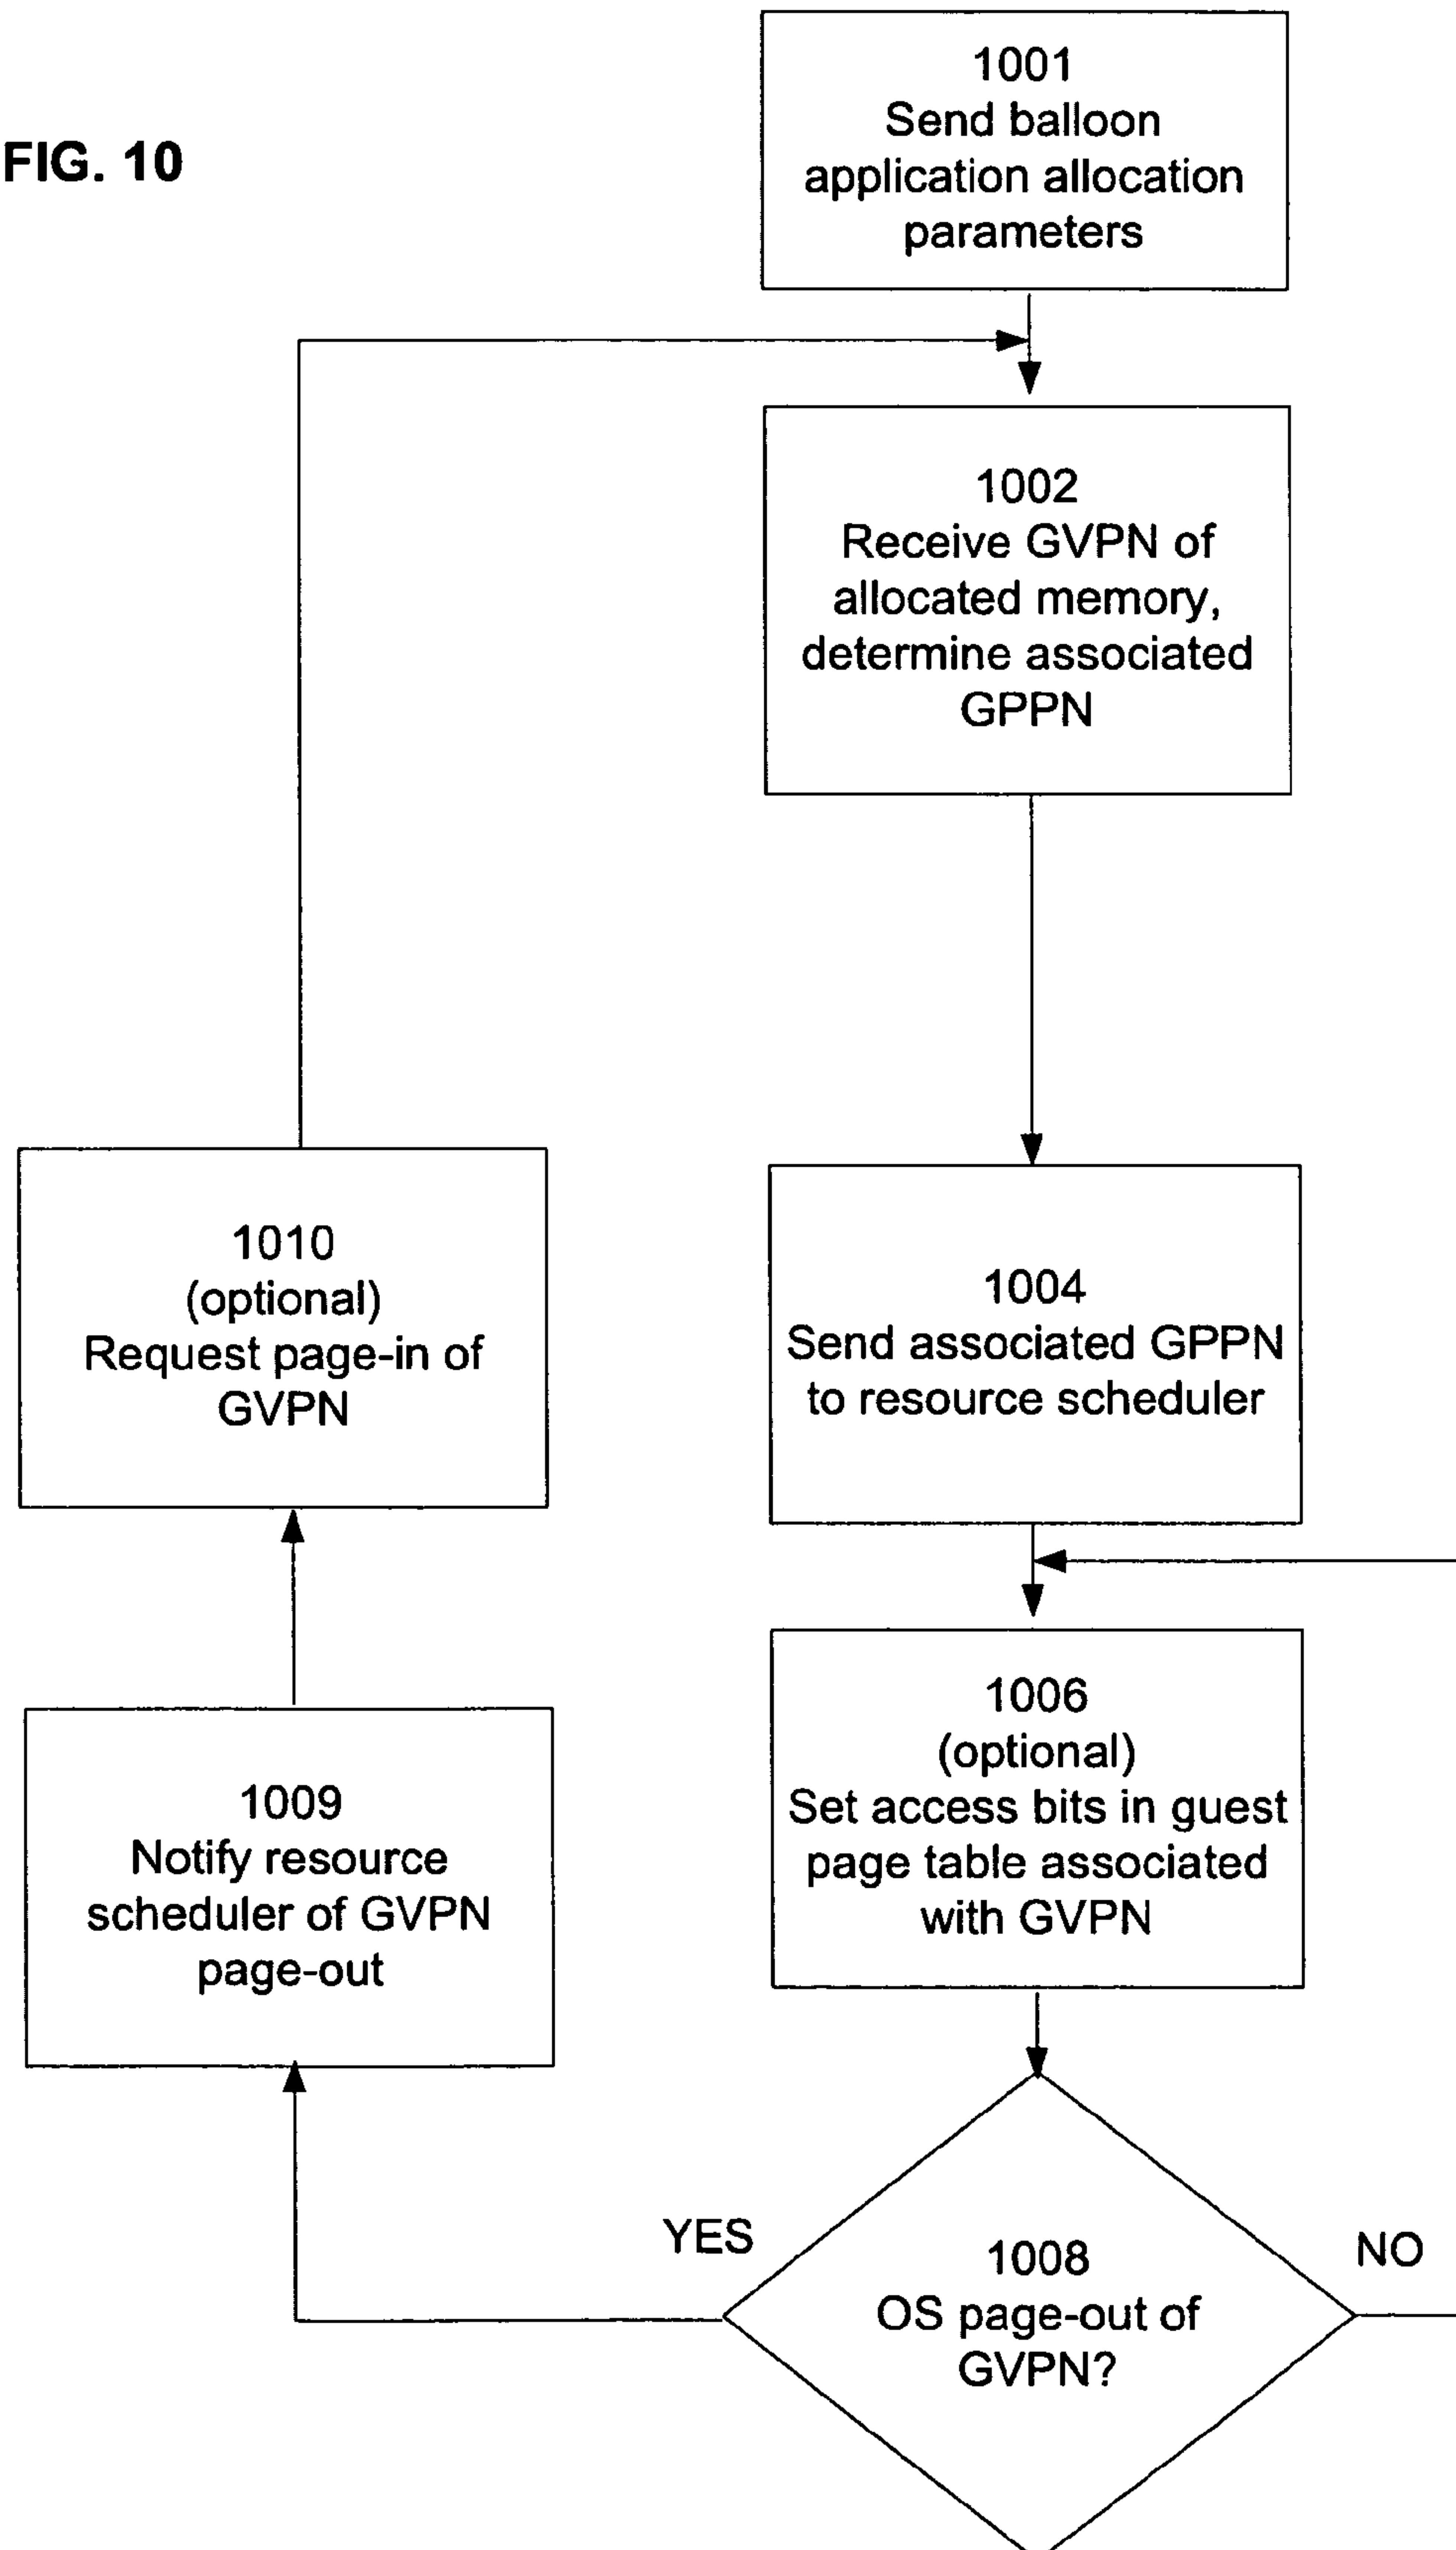 FIG. 10
1001
Send balloon
application allocation
parameters
1002
Receive GVPN of
allocated memory,
determine associated
GPPN
1004
Send associated GPPN
to resource scheduler
1006
(optional)
Set access bits in guest
page table associated
with GVPN
1008
OS page-out of
GVPN?
YES
NO
1009
Notify resource
scheduler of GVPN
page-out
1010
(optional)
Request page-in of
GVPN